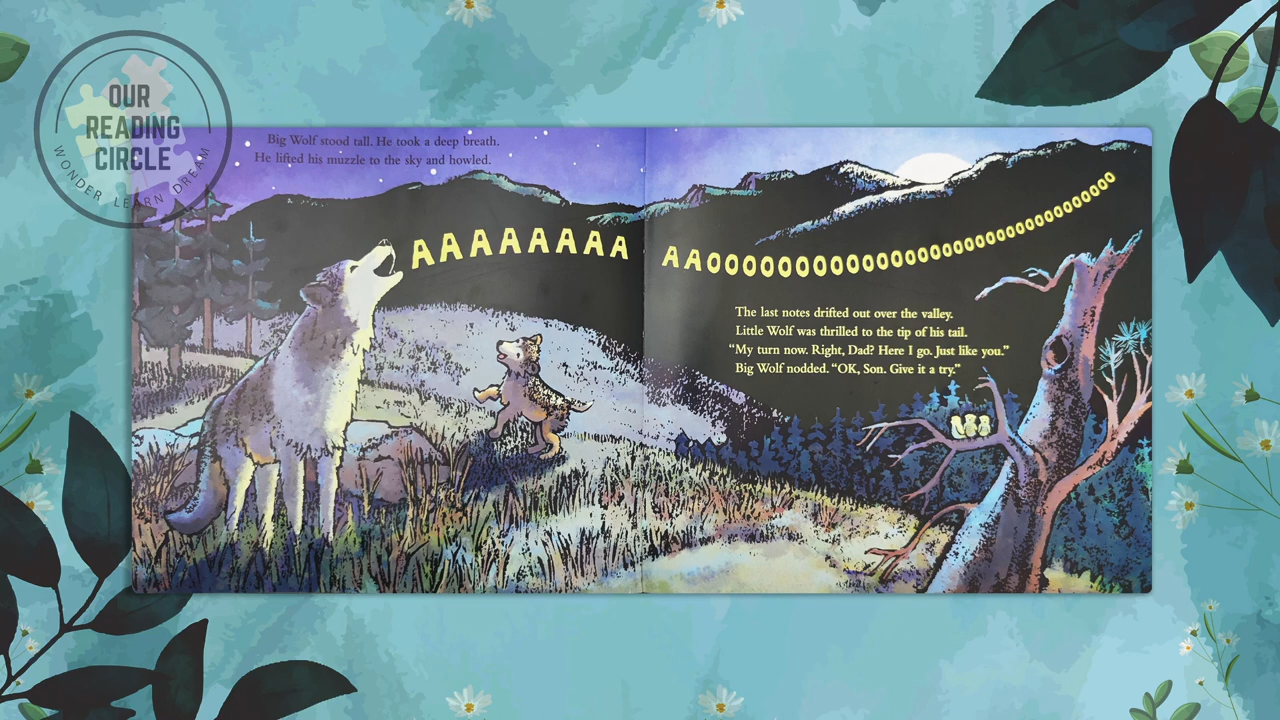 OUR
READING
CIRCLE
WONDER LEARN DREAM
Big Wolf stood tall. He took a deep breath.
He lifted his muzzle to the sky and howled.
AAAAAAAA AAOOOOOOOOOOOOOOOOOOOOOOOOOOOOOOOOOO
The last notes drifted out over the valley.
Little Wolf was thrilled to the tip of his tail.
“My turn now. Right, Dad? Here I go. Just like you.”
Big Wolf nodded. “OK, Son. Give it a try.”